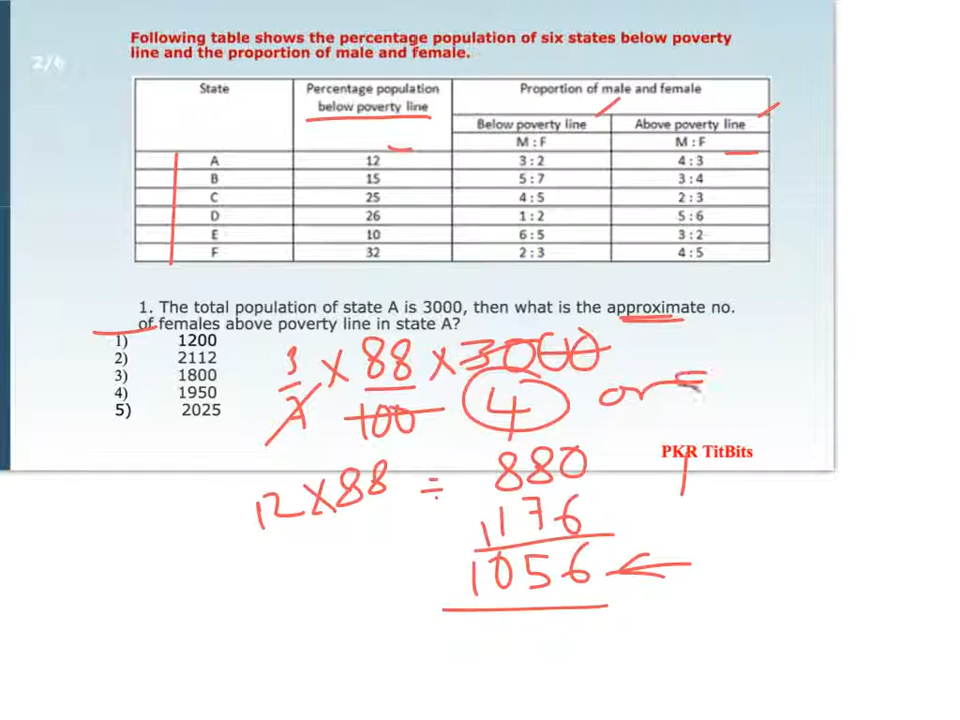 Following table shows the percentage population of six states below poverty
line and the proportion of male and female.
2/6
State Percentage population below poverty line Proportion of male and female
Below poverty line Above poverty line
M : F M : F
A 12 3 : 2 4 : 3
B 15 5 : 7 3 : 4
C 25 4 : 5 2 : 3
D 26 1 : 2 5 : 6
E 10 6 : 5 3 : 2
F 32 2 : 3 4 : 5
1. The total population of state A is 3000, then what is the approximate no.
of females above poverty line in state A?
1) 1200
2) 2112
3) 1800
4) 1950
5) 2025
3/7 × 88/100 × 3000
4 or 5
PKR TitBits
12 × 88 = 880
1176
1056